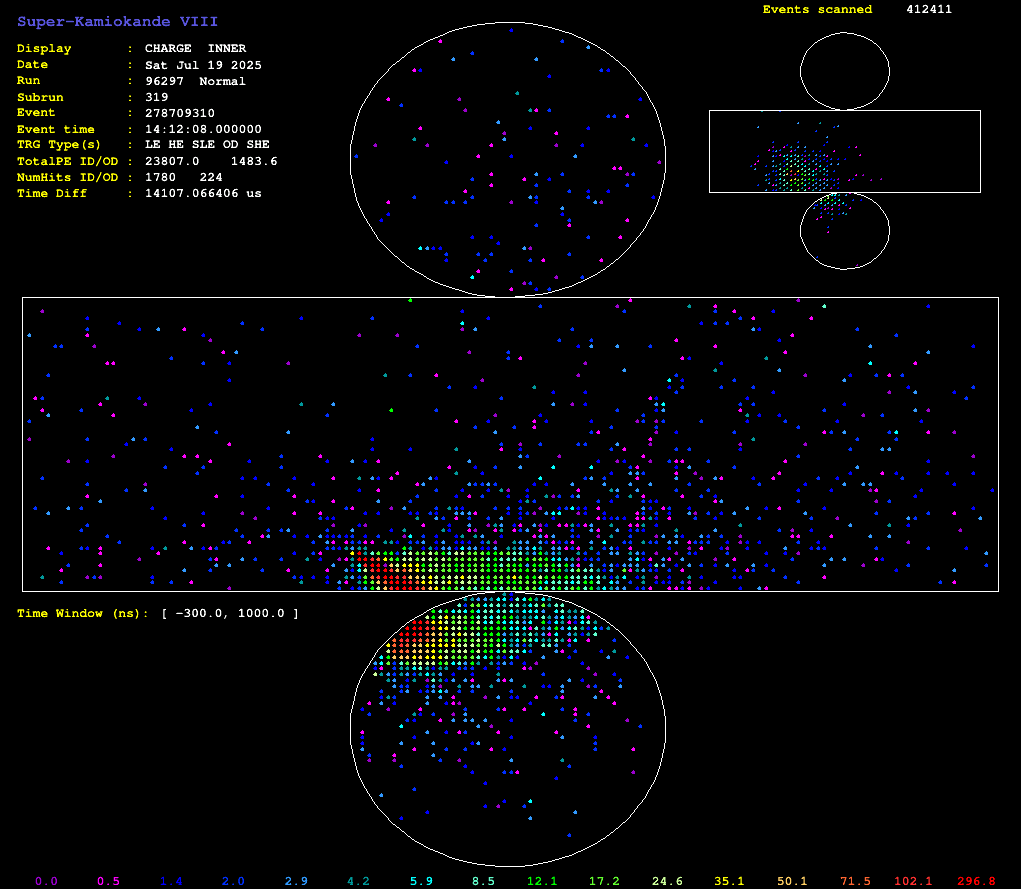 Super-Kamiokande VIII
Display : CHARGE INNER
Date : Sat Jul 19 2025
Run : 96297 Normal
Subrun : 319
Event : 278709310
Event time : 14:12:08.000000
TRG Type(s) : LE HE SLE OD SHE
TotalPE ID/OD : 23807.0 1483.6
NumHits ID/OD : 1780 224
Time Diff : 14107.066406 us
Events scanned 412411
Time Window (ns): [ -300.0, 1000.0 ]
0.0 0.5 1.4 2.0 2.9 4.2 5.9 8.5 12.1 17.2 24.6 35.1 50.1 71.5 102.1 296.8